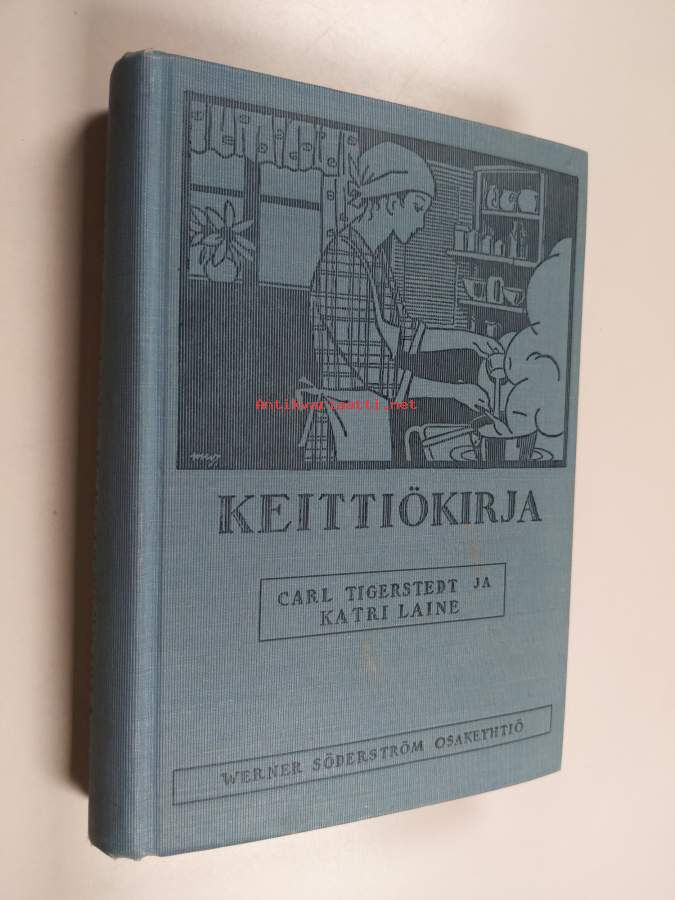 Antikvariaatti.net
KEITTIÖKIRJA
CARL TIGERSTEDT JA
KATRI LAINE
WERNER SÖDERSTRÖM OSAKEYHTIÖ